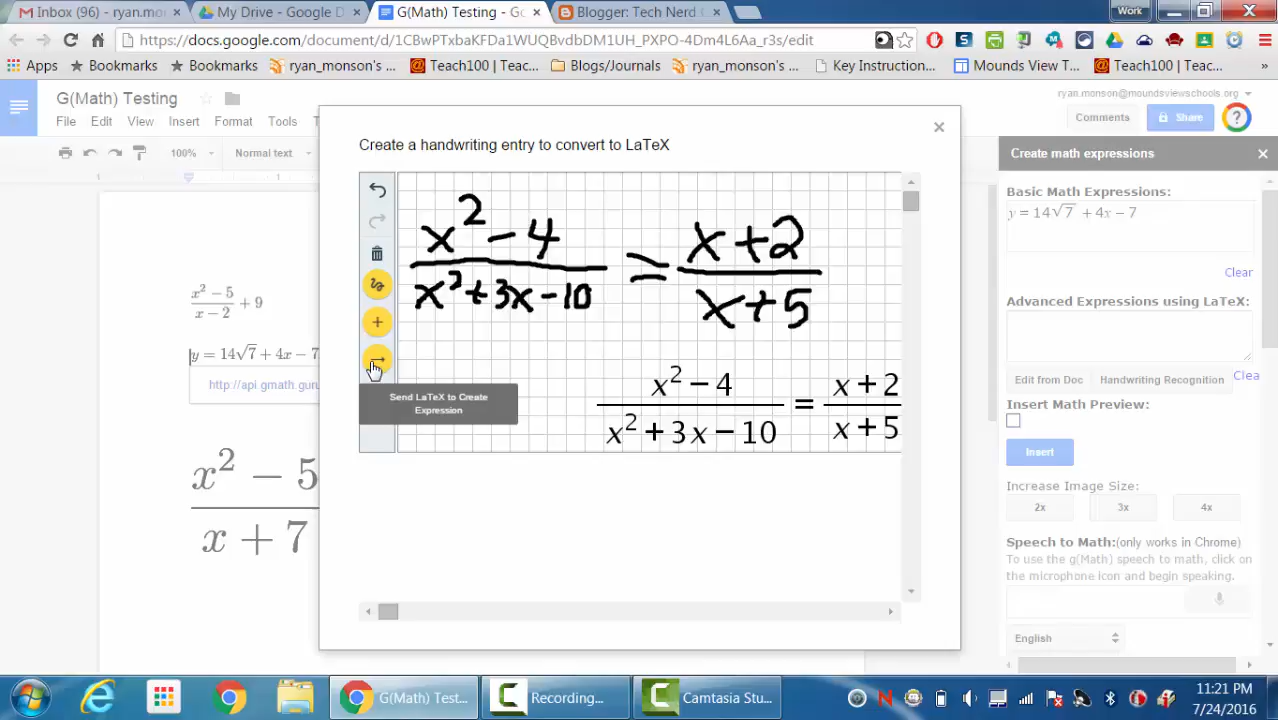 Inbox (96) - ryan.mon
My Drive - Google D
G(Math) Testing - Go
Blogger: Tech Nerd G
Work
https://docs.google.com/document/d/1CBwPTxbaKFDa1WUQBvdbDM1UH_PXPO-4Dm4L6Aa_r3s/edit
Apps
Bookmarks
Bookmarks
ryan_monson's...
Teach100 | Teac...
Blogs/Journals
ryan_monson's...
Key Instruction...
Mounds View T...
Teach100 | Teac...
»
G(Math) Testing
ryan.monson@moundsviewschools.org
File Edit View Insert Format Tools
Comments
Share
?
100%
Normal text
Create a handwriting entry to convert to LaTeX
x² - 4 / x² + 3x - 10 = x + 2 / x + 5
x² − 4 / x² + 3x − 10 = x + 2 / x + 5
Send LaTeX to Create
Expression
x² − 5 / x − 2 + 9
y = 14√7 + 4x − 7
http://api.gmath.guru
x² − 5 / x + 7
Create math expressions
Basic Math Expressions:
y = 14√7 + 4x − 7
Clear
Advanced Expressions using LaTeX:
Edit from Doc
Handwriting Recognition
Clea
Insert Math Preview:
Insert
Increase Image Size:
2x 3x 4x
Speech to Math:(only works in Chrome)
To use the g(Math) speech to math, click on
the microphone icon and begin speaking.
English
G(Math) Test...
Recording...
Camtasia Stu...
11:21 PM
7/24/2016